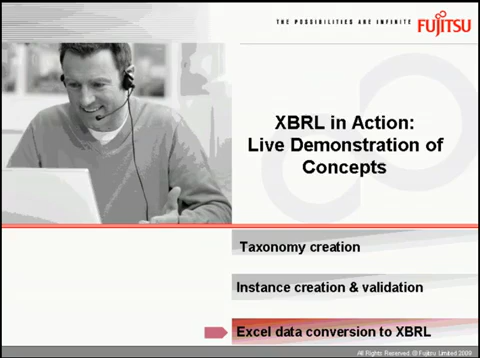 THE POSSIBILITIES ARE INFINITE
FUJITSU
XBRL in Action:
Live Demonstration of
Concepts
Taxonomy creation
Instance creation & validation
Excel data conversion to XBRL
All Rights Reserved. @ Fujitsu Limited 2009